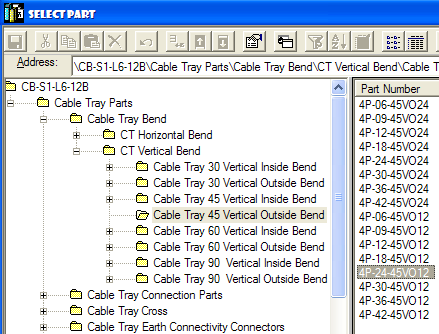 SELECT PART
Address: \CB-S1-L6-12B\Cable Tray Parts\Cable Tray Bend\CT Vertical Bend\Cable T
CB-S1-L6-12B
Cable Tray Parts
Cable Tray Bend
CT Horizontal Bend
CT Vertical Bend
Cable Tray 30 Vertical Inside Bend
Cable Tray 30 Vertical Outside Bend
Cable Tray 45 Vertical Inside Bend
Cable Tray 45 Vertical Outside Bend
Cable Tray 60 Vertical Inside Bend
Cable Tray 60 Vertical Outside Bend
Cable Tray 90 Vertical Inside Bend
Cable Tray 90 Vertical Outside Bend
Cable Tray Connection Parts
Cable Tray Cross
Cable Tray Earth Connectivity Connectors
Part Number
4P-06-45VO24
4P-09-45VO24
4P-12-45VO24
4P-18-45VO24
4P-24-45VO24
4P-30-45VO24
4P-36-45VO24
4P-42-45VO24
4P-06-45VO12
4P-09-45VO12
4P-12-45VO12
4P-18-45VO12
4P-24-45VO12
4P-30-45VO12
4P-36-45VO12
4P-42-45VO12